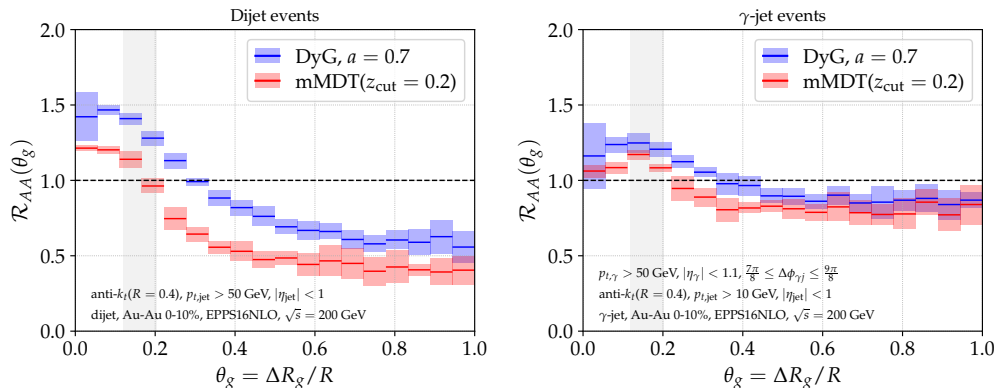 Dijet events
2.0
1.5
1.0
0.5
0.0
R_AA(θ_g)
DyG, a = 0.7
mMDT(z_cut = 0.2)
anti-k_t(R = 0.4), p_t,jet > 50 GeV, |η_jet| < 1
dijet, Au-Au 0-10%, EPPS16NLO, √s = 200 GeV
0.0 0.2 0.4 0.6 0.8 1.0
θ_g = ΔR_g/R
γ-jet events
2.0
1.5
1.0
0.5
0.0
R_AA(θ_g)
DyG, a = 0.7
mMDT(z_cut = 0.2)
p_t,γ > 50 GeV, |η_γ| < 1.1, 7π/8 ≤ Δϕ_γj ≤ 9π/8
anti-k_t(R = 0.4), p_t,jet > 10 GeV, |η_jet| < 1
γ-jet, Au-Au 0-10%, EPPS16NLO, √s = 200 GeV
0.0 0.2 0.4 0.6 0.8 1.0
θ_g = ΔR_g/R